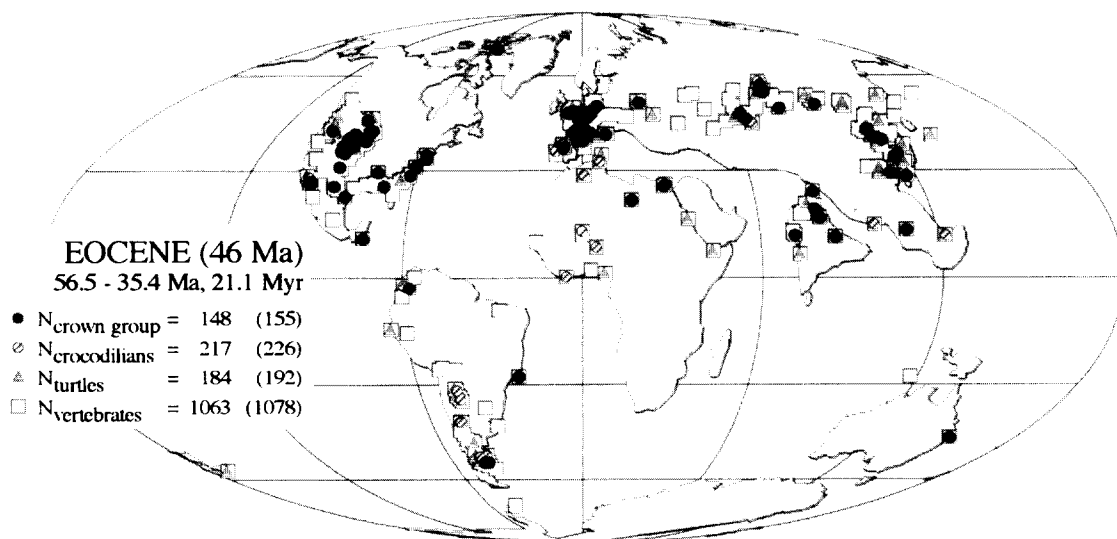 EOCENE (46 Ma)
56.5 - 35.4 Ma, 21.1 Myr
N crown group = 148 (155)
N crocodilians = 217 (226)
N turtles = 184 (192)
N vertebrates = 1063 (1078)